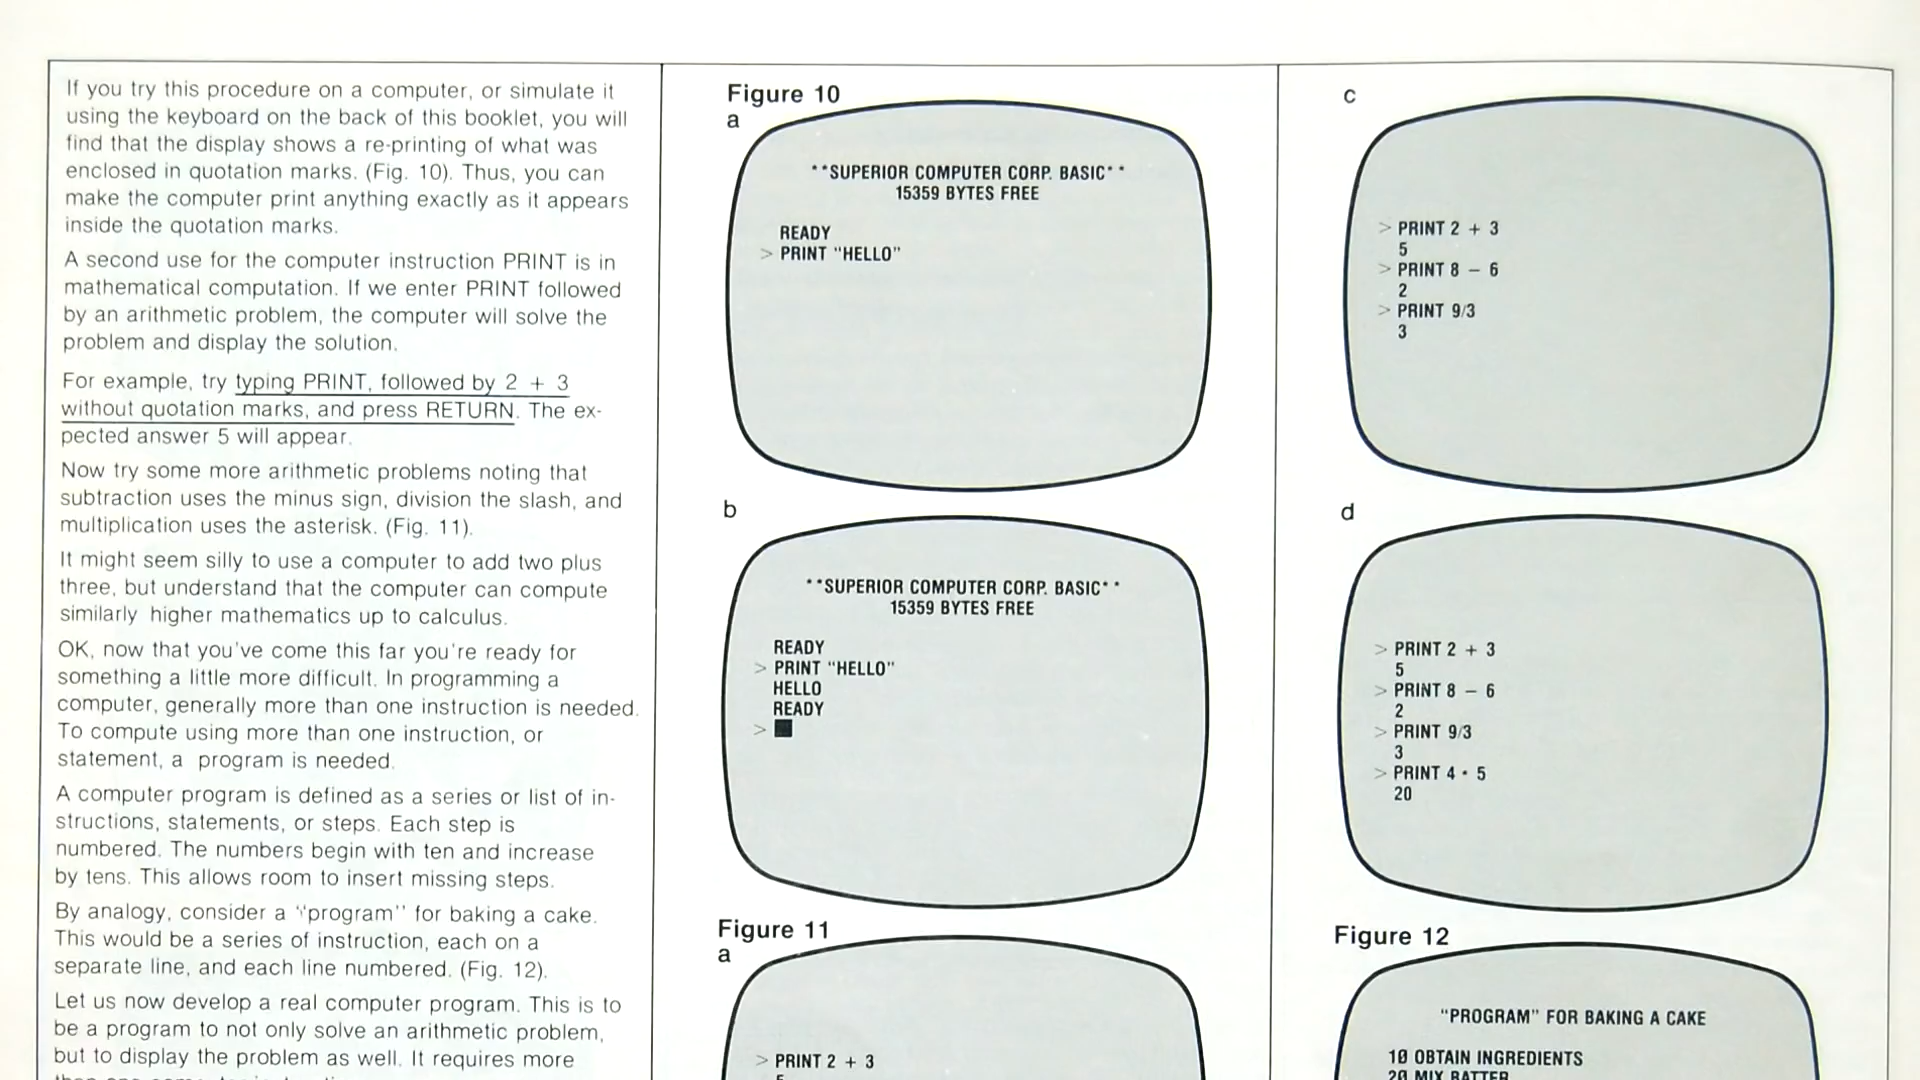 If you try this procedure on a computer, or simulate it
using the keyboard on the back of this booklet, you will
find that the display shows a re-printing of what was
enclosed in quotation marks. (Fig. 10). Thus, you can
make the computer print anything exactly as it appears
inside the quotation marks.
A second use for the computer instruction PRINT is in
mathematical computation. If we enter PRINT followed
by an arithmetic problem, the computer will solve the
problem and display the solution.
For example, try typing PRINT, followed by 2 + 3
without quotation marks, and press RETURN. The ex-
pected answer 5 will appear.
Now try some more arithmetic problems noting that
subtraction uses the minus sign, division the slash, and
multiplication uses the asterisk. (Fig. 11).
It might seem silly to use a computer to add two plus
three, but understand that the computer can compute
similarly higher mathematics up to calculus.
OK, now that you've come this far you're ready for
something a little more difficult. In programming a
computer, generally more than one instruction is needed.
To compute using more than one instruction, or
statement, a program is needed.
A computer program is defined as a series or list of in-
structions, statements, or steps. Each step is
numbered. The numbers begin with ten and increase
by tens. This allows room to insert missing steps.
By analogy, consider a "program" for baking a cake.
This would be a series of instruction, each on a
separate line, and each line numbered. (Fig. 12).
Let us now develop a real computer program. This is to
be a program to not only solve an arithmetic problem,
but to display the problem as well. It requires more
Figure 10
a
**SUPERIOR COMPUTER CORP. BASIC**
15359 BYTES FREE
READY
> PRINT "HELLO"
b
**SUPERIOR COMPUTER CORP. BASIC**
15359 BYTES FREE
READY
> PRINT "HELLO"
HELLO
READY
>
Figure 11
a
> PRINT 2 + 3
5
c
> PRINT 2 + 3
5
> PRINT 8 − 6
2
> PRINT 9/3
3
d
> PRINT 2 + 3
5
> PRINT 8 − 6
2
> PRINT 9/3
3
> PRINT 4 * 5
20
Figure 12
"PROGRAM" FOR BAKING A CAKE
10 OBTAIN INGREDIENTS
20 MIX BATTER